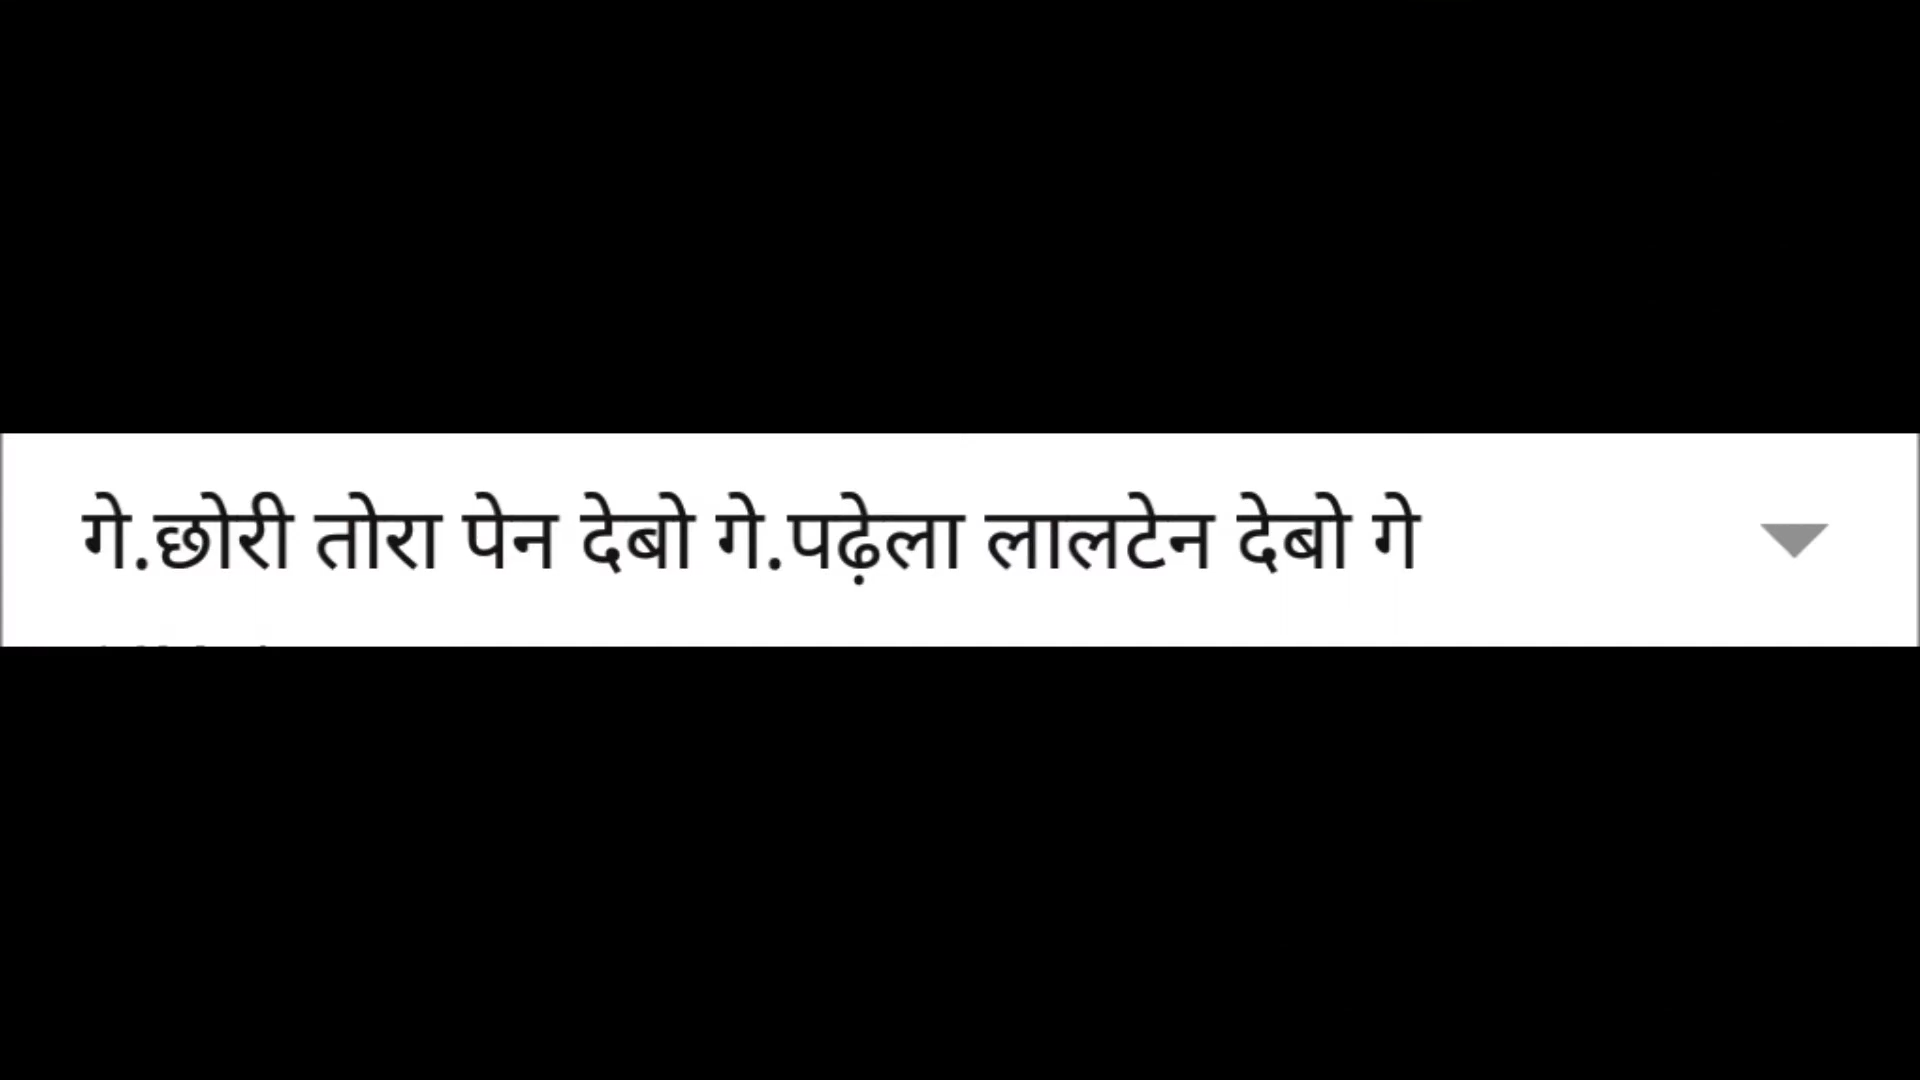 गे.छोरी तोरा पेन देबो गे.पढ़ेला लालटेन देबो गे